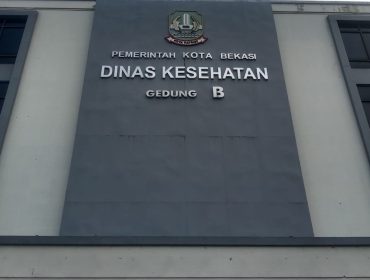 PEMERINTAH KOTA BEKASI
DINAS KESEHATAN
GEDUNG B